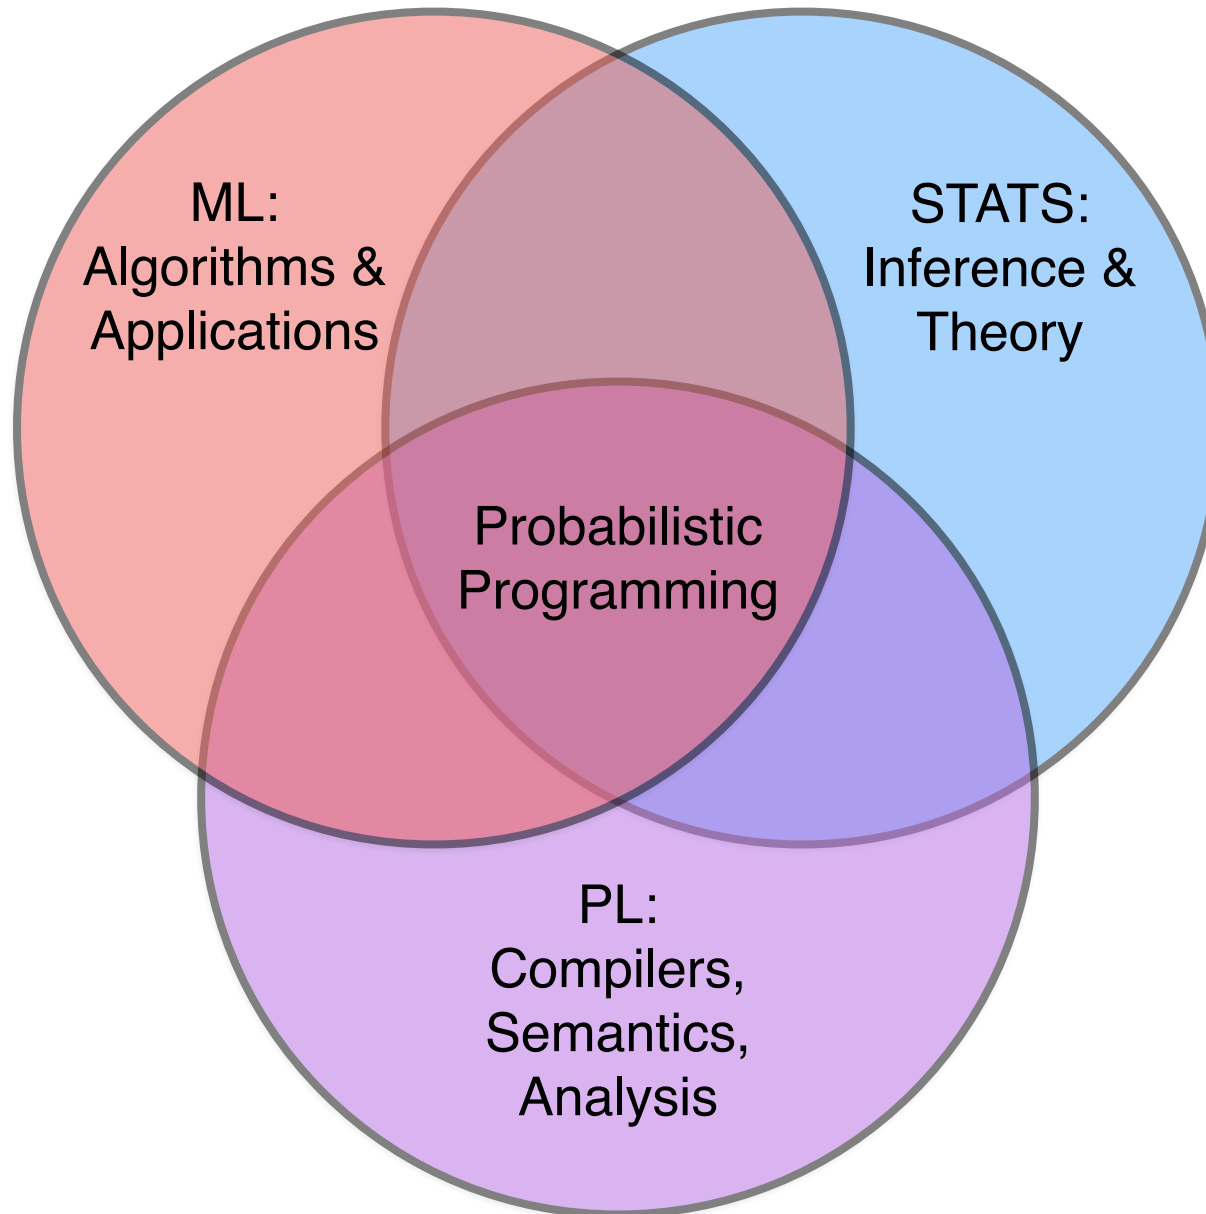 ML:
Algorithms &
Applications
STATS:
Inference &
Theory
Probabilistic
Programming
PL:
Compilers,
Semantics,
Analysis